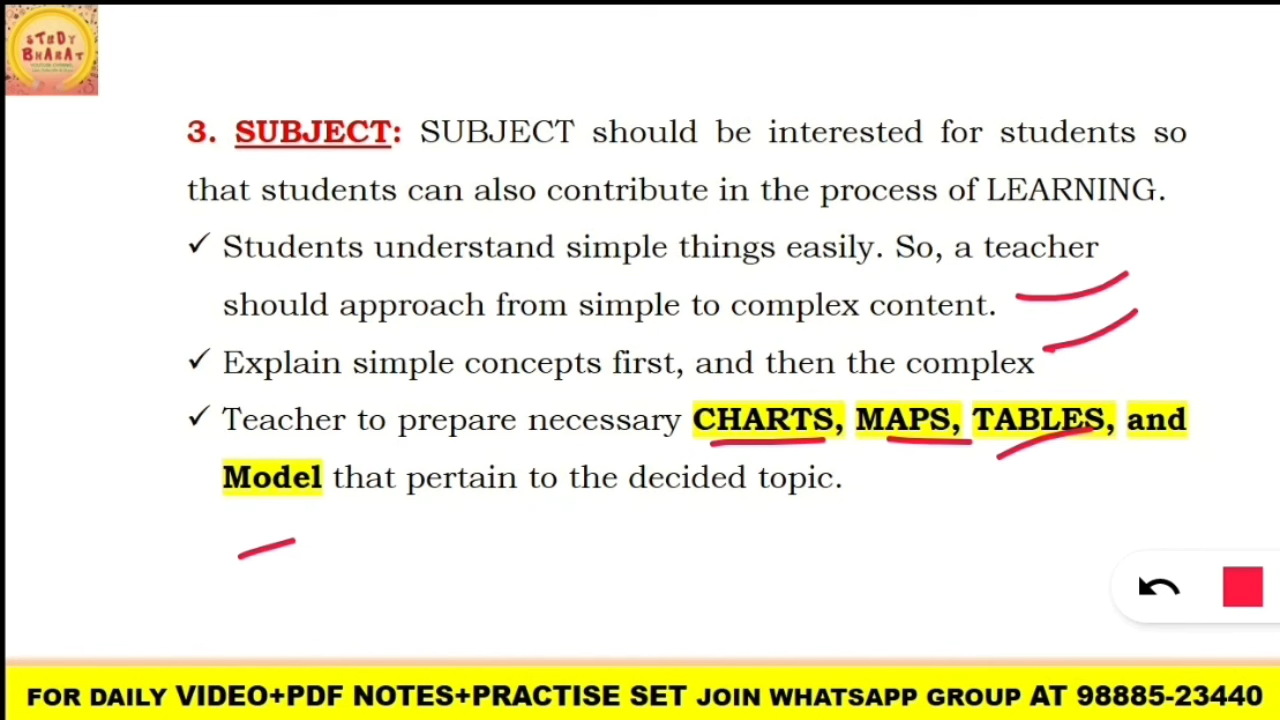 STUDY
BHARAT
3. SUBJECT: SUBJECT should be interested for students so
that students can also contribute in the process of LEARNING.
✓ Students understand simple things easily. So, a teacher
should approach from simple to complex content.
✓ Explain simple concepts first, and then the complex
✓ Teacher to prepare necessary CHARTS, MAPS, TABLES, and
Model that pertain to the decided topic.
FOR DAILY VIDEO+PDF NOTES+PRACTISE SET JOIN WHATSAPP GROUP AT 98885-23440